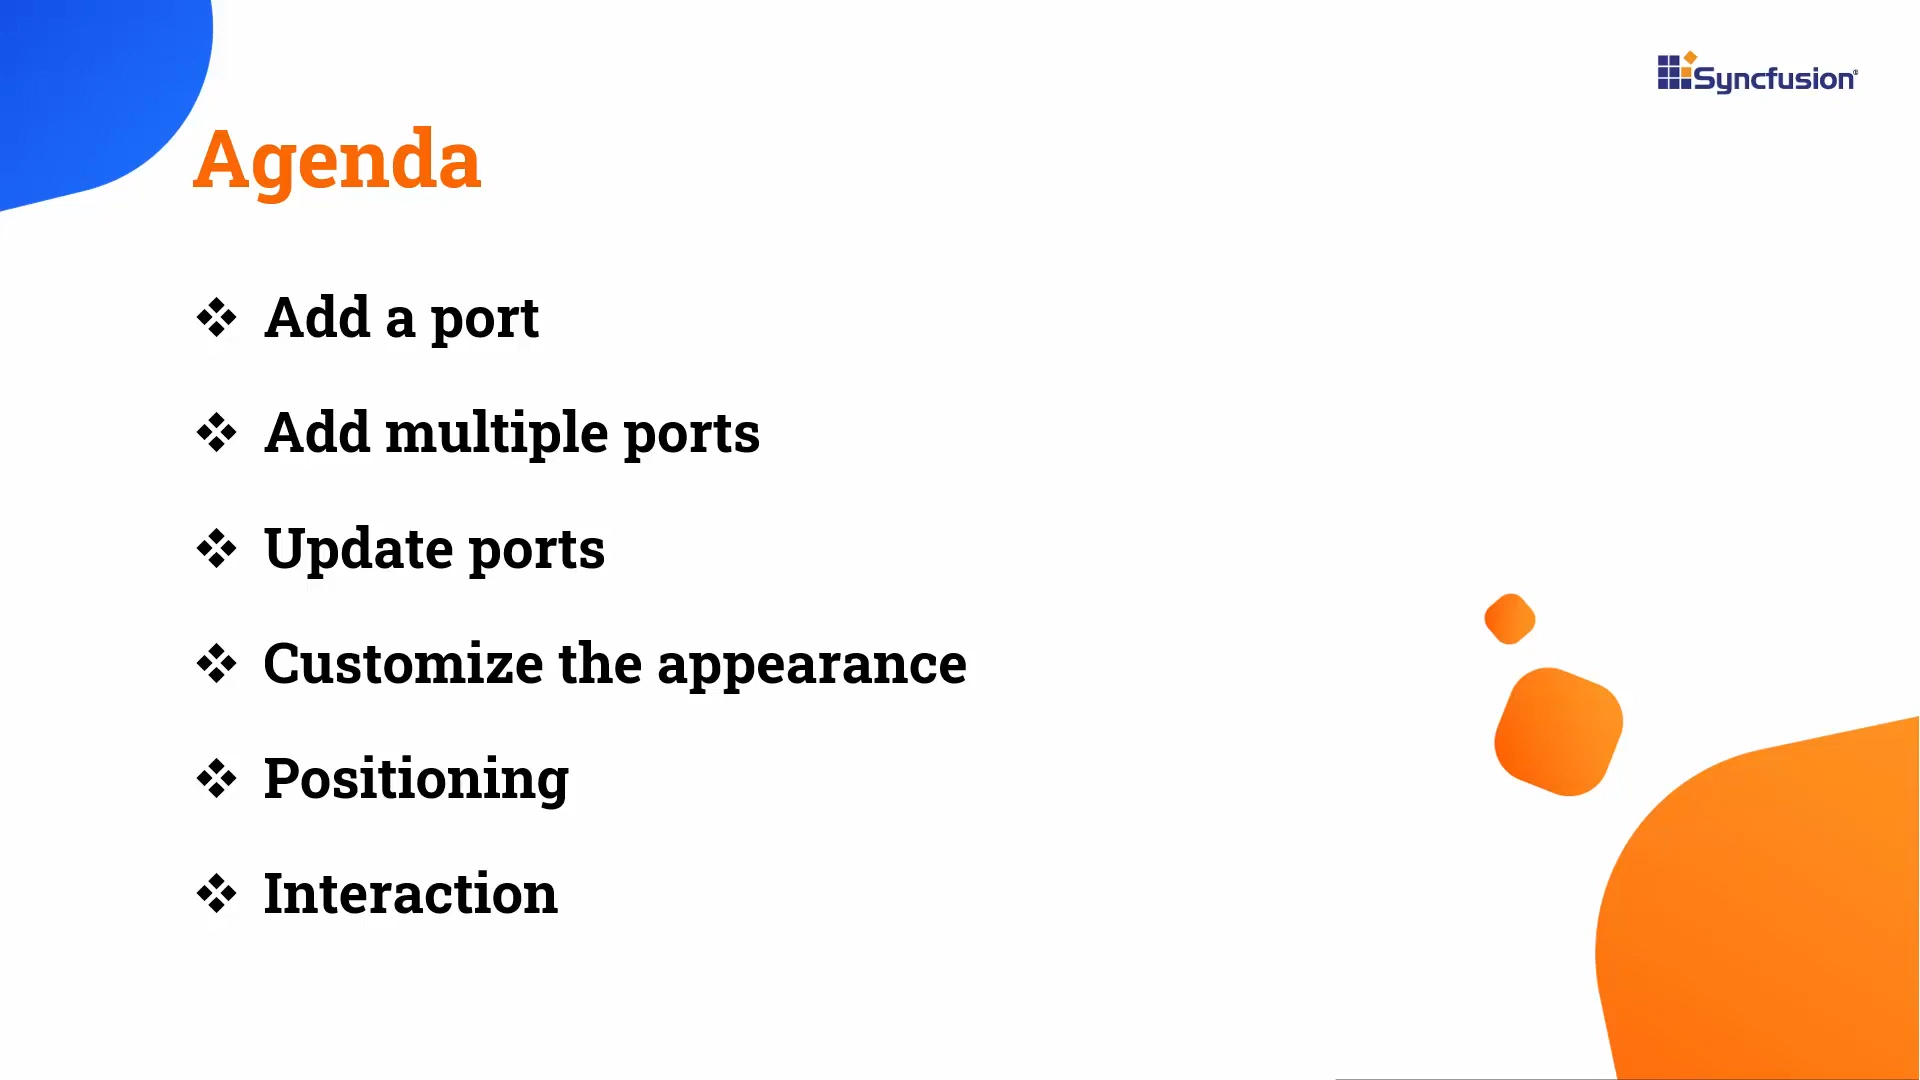 Syncfusion®
Agenda
❖ Add a port
❖ Add multiple ports
❖ Update ports
❖ Customize the appearance
❖ Positioning
❖ Interaction